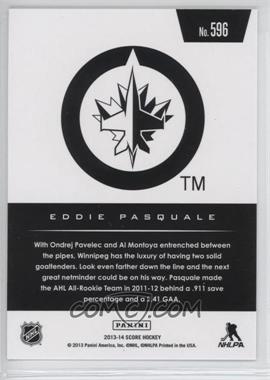 No. 596
TM
EDDIE PASQUALE
With Ondrej Pavelec and Al Montoya entrenched between
the pipes, Winnipeg has the luxury of having two solid
goaltenders. Look even farther down the line and the next
great netminder could be on his way. Pasquale made
the AHL All-Rookie Team in 2011-12 behind a .911 save
percentage and a 2.41 GAA.
NHL
PANINI
NHLPA
2013-14 SCORE HOCKEY
© 2013 Panini America, Inc. ©NHL, ©NHLPA Printed in the USA.